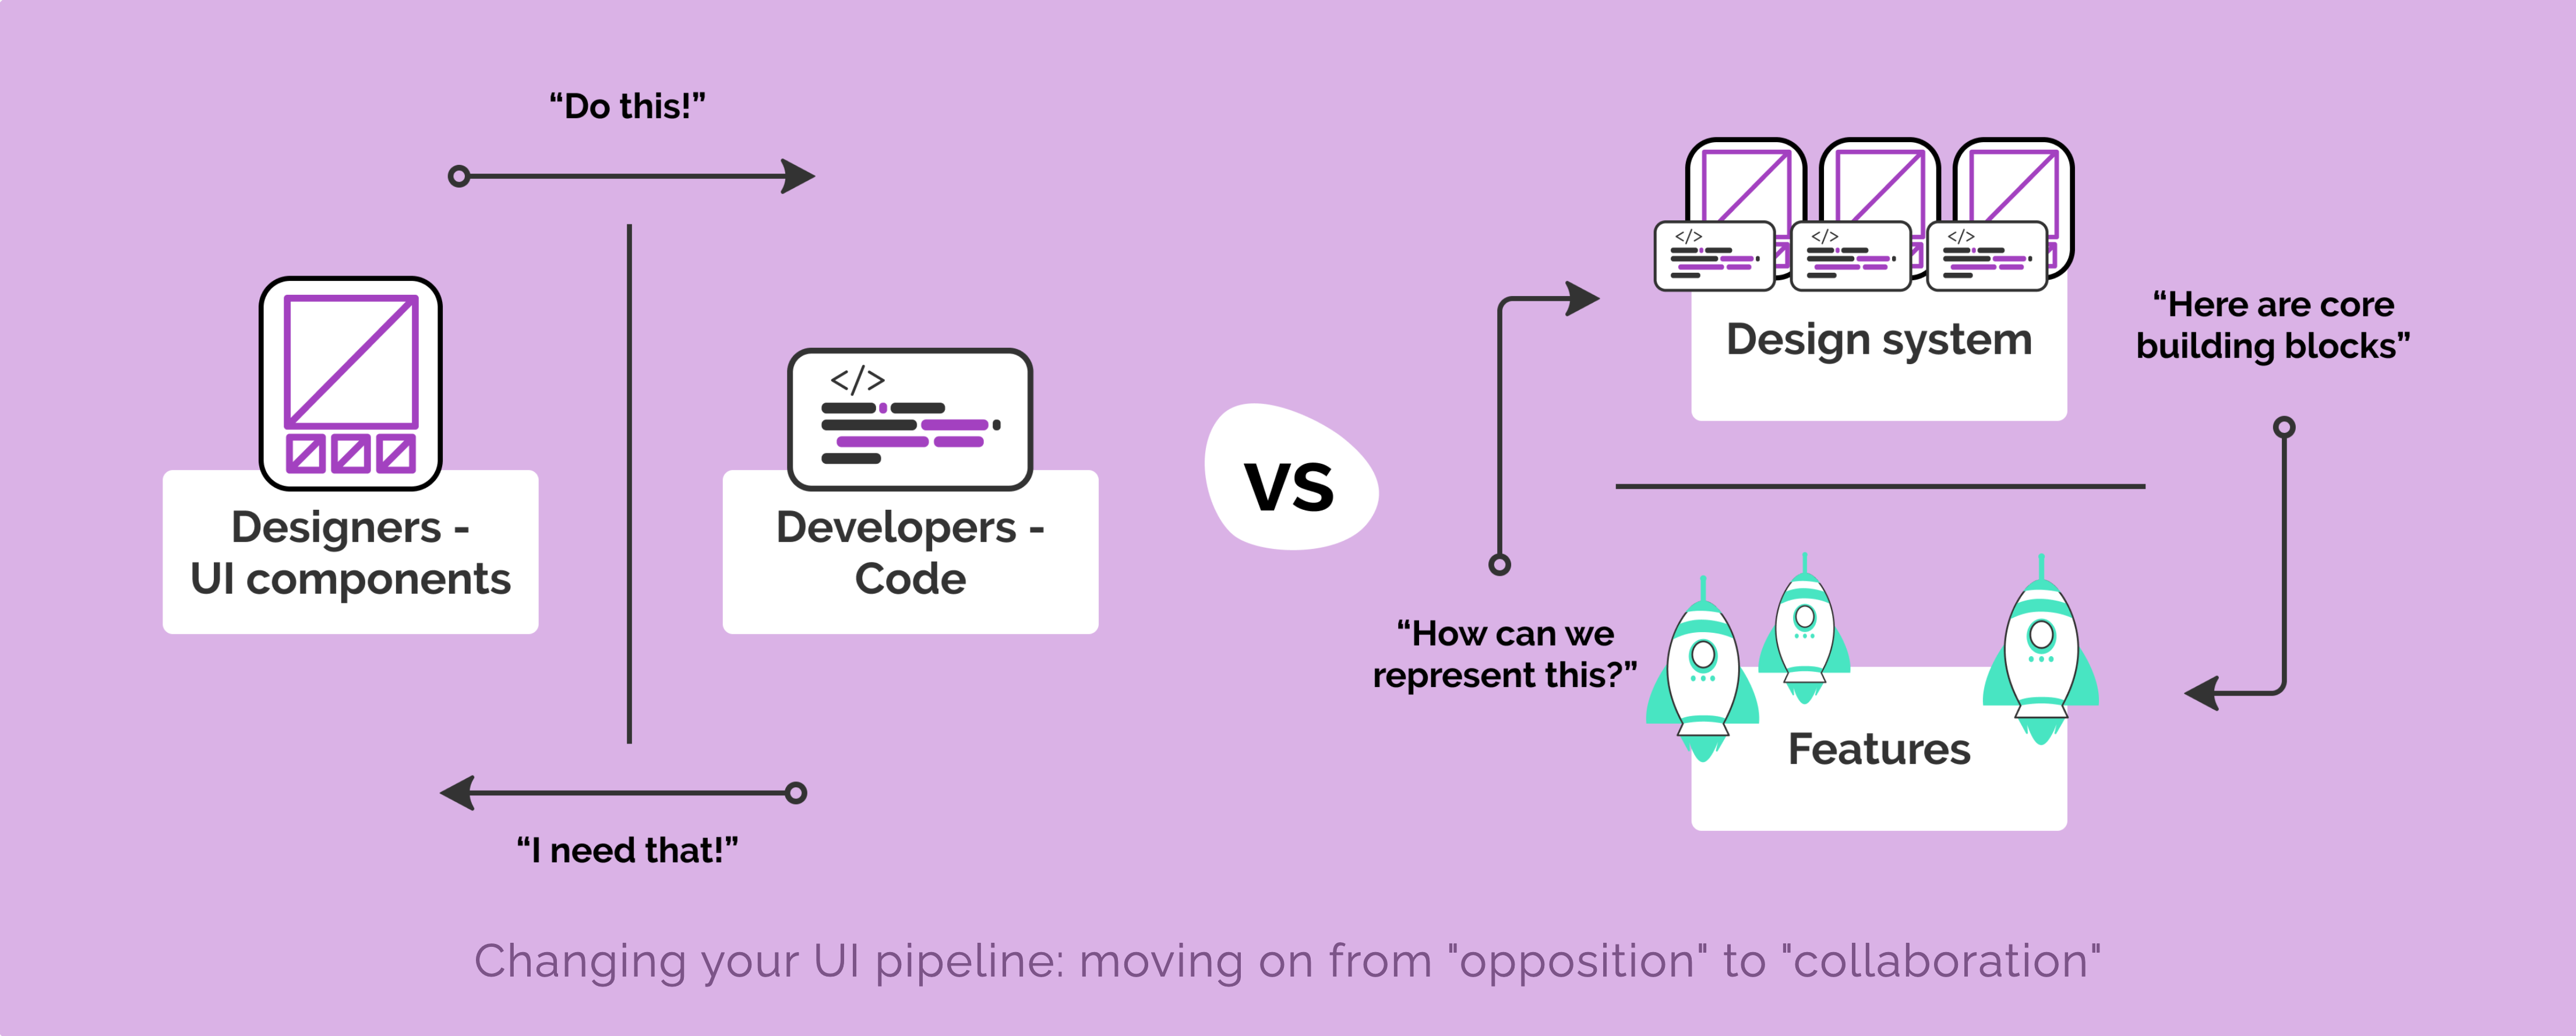 “Do this!”
</>
Designers -
UI components
Developers -
Code
“I need that!”
VS
</>
</>
</>
Design system
“Here are core
building blocks”
“How can we
represent this?”
Features
Changing your UI pipeline: moving on from "opposition" to "collaboration"